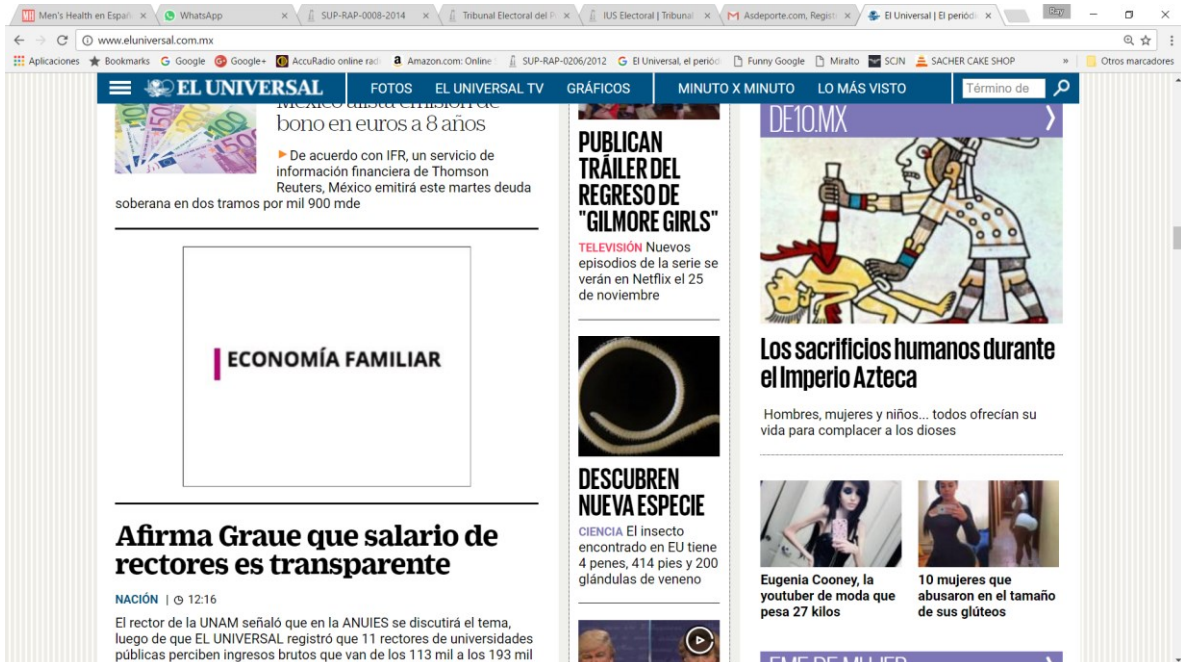 Men's Health en Españ
WhatsApp
SUP-RAP-0008-2014
Tribunal Electoral del P
IUS Electoral | Tribunal
Asdeporte.com, Regist
El Universal | El periód
Ray
www.eluniversal.com.mx
Aplicaciones
Bookmarks
Google
Google+
AccuRadio online radi
Amazon.com: Online
SUP-RAP-0206/2012
El Universal, el periód
Funny Google
Miralto
SCJN
SACHER CAKE SHOP
»
Otros marcadores
EL UNIVERSAL
FOTOS
EL UNIVERSAL TV
GRÁFICOS
MINUTO X MINUTO
LO MÁS VISTO
Término de
México alista emisión de
bono en euros a 8 años
De acuerdo con IFR, un servicio de
información financiera de Thomson
Reuters, México emitirá este martes deuda
soberana en dos tramos por mil 900 mde
ECONOMÍA FAMILIAR
Afirma Graue que salario de
rectores es transparente
NACIÓN | 12:16
El rector de la UNAM señaló que en la ANUIES se discutirá el tema,
luego de que EL UNIVERSAL registró que 11 rectores de universidades
públicas perciben ingresos brutos que van de los 113 mil a los 193 mil
PUBLICAN
TRÁILER DEL
REGRESO DE
"GILMORE GIRLS"
TELEVISIÓN Nuevos
episodios de la serie se
verán en Netflix el 25
de noviembre
DESCUBREN
NUEVA ESPECIE
CIENCIA El insecto
encontrado en EU tiene
4 penes, 414 pies y 200
glándulas de veneno
DE10.MX
Los sacrificios humanos durante
el Imperio Azteca
Hombres, mujeres y niños... todos ofrecían su
vida para complacer a los dioses
Eugenia Cooney, la
youtuber de moda que
pesa 27 kilos
10 mujeres que
abusaron en el tamaño
de sus glúteos